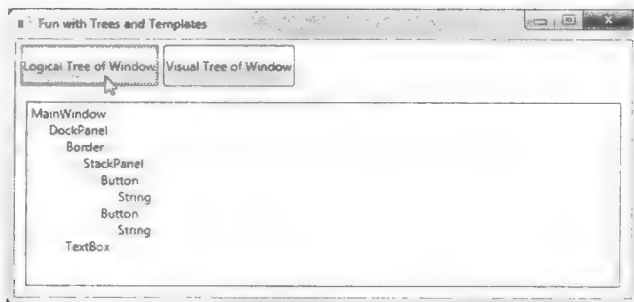 Fun with Trees and Templates
Logical Tree of Window Visual Tree of Window
MainWindow
DockPanel
Border
StackPanel
Button
String
Button
String
TextBox